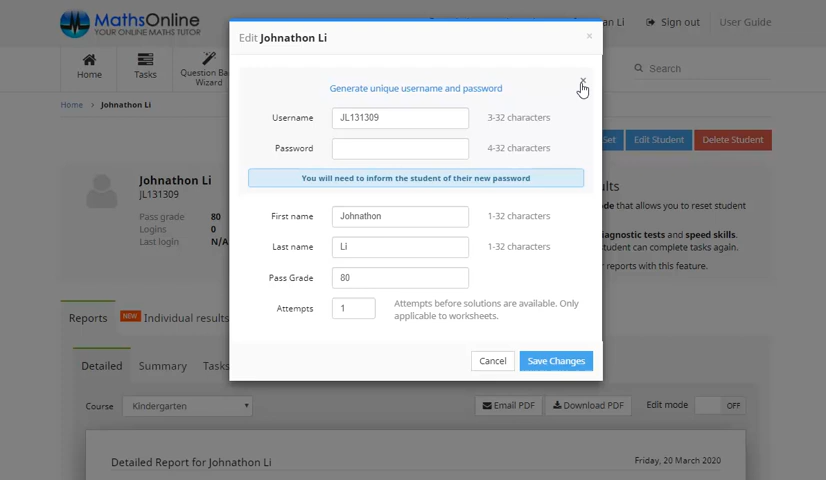 MathsOnline
YOUR ONLINE MATHS TUTOR
an Li
Sign out
User Guide
Home
Tasks
Question Ba
Wizard
Search
Home > Johnathon Li
Set
Edit Student
Delete Student
Johnathon Li
JL131309
Pass grade 80
Logins 0
Last login N/A
ults
de that allows you to reset student
agnostic tests and speed skills.
tudent can complete tasks again.
r reports with this feature.
Edit Johnathon Li
×
×
Generate unique username and password
Username JL131309 3-32 characters
Password 4-32 characters
You will need to inform the student of their new password
First name Johnathon 1-32 characters
Last name Li 1-32 characters
Pass Grade 80
Attempts 1 Attempts before solutions are available. Only
applicable to worksheets.
Cancel
Save Changes
Reports
NEW Individual results
Detailed
Summary
Tasks
Course Kindergarten
Email PDF
Download PDF
Edit mode OFF
Detailed Report for Johnathon Li
Friday, 20 March 2020